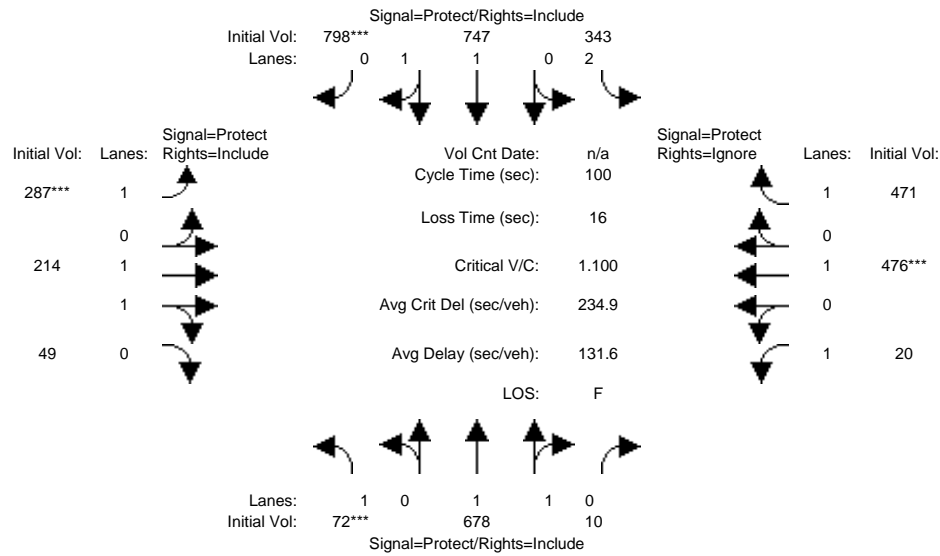 Signal=Protect/Rights=Include
Initial Vol: 798*** 747 343
Lanes: 0 1 1 0 2
Signal=Protect Signal=Protect
Initial Vol: Lanes: Rights=Include Vol Cnt Date: n/a Rights=Ignore Lanes: Initial Vol:
Cycle Time (sec): 100
287*** 1 1 471
Loss Time (sec): 16
0 0
214 1 Critical V/C: 1.100 1 476***
1 Avg Crit Del (sec/veh): 234.9 0
49 0 Avg Delay (sec/veh): 131.6 1 20
LOS: F
Lanes: 1 0 1 1 0
Initial Vol: 72*** 678 10
Signal=Protect/Rights=Include